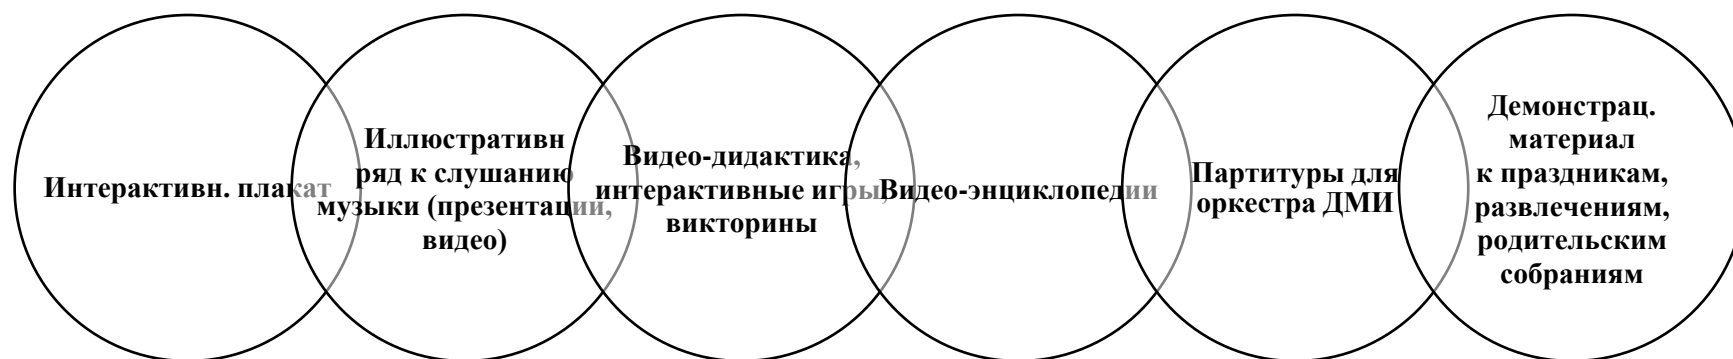 Интерактивн. плакат
Иллюстративн
ряд к слушанию
музыки (презентации,
видео)
Видео-дидактика,
интерактивные игры,
викторины
Видео-энциклопедии
Партитуры для
оркестра ДМИ
Демонстрац.
материал
к праздникам,
развлечениям,
родительским
собраниям